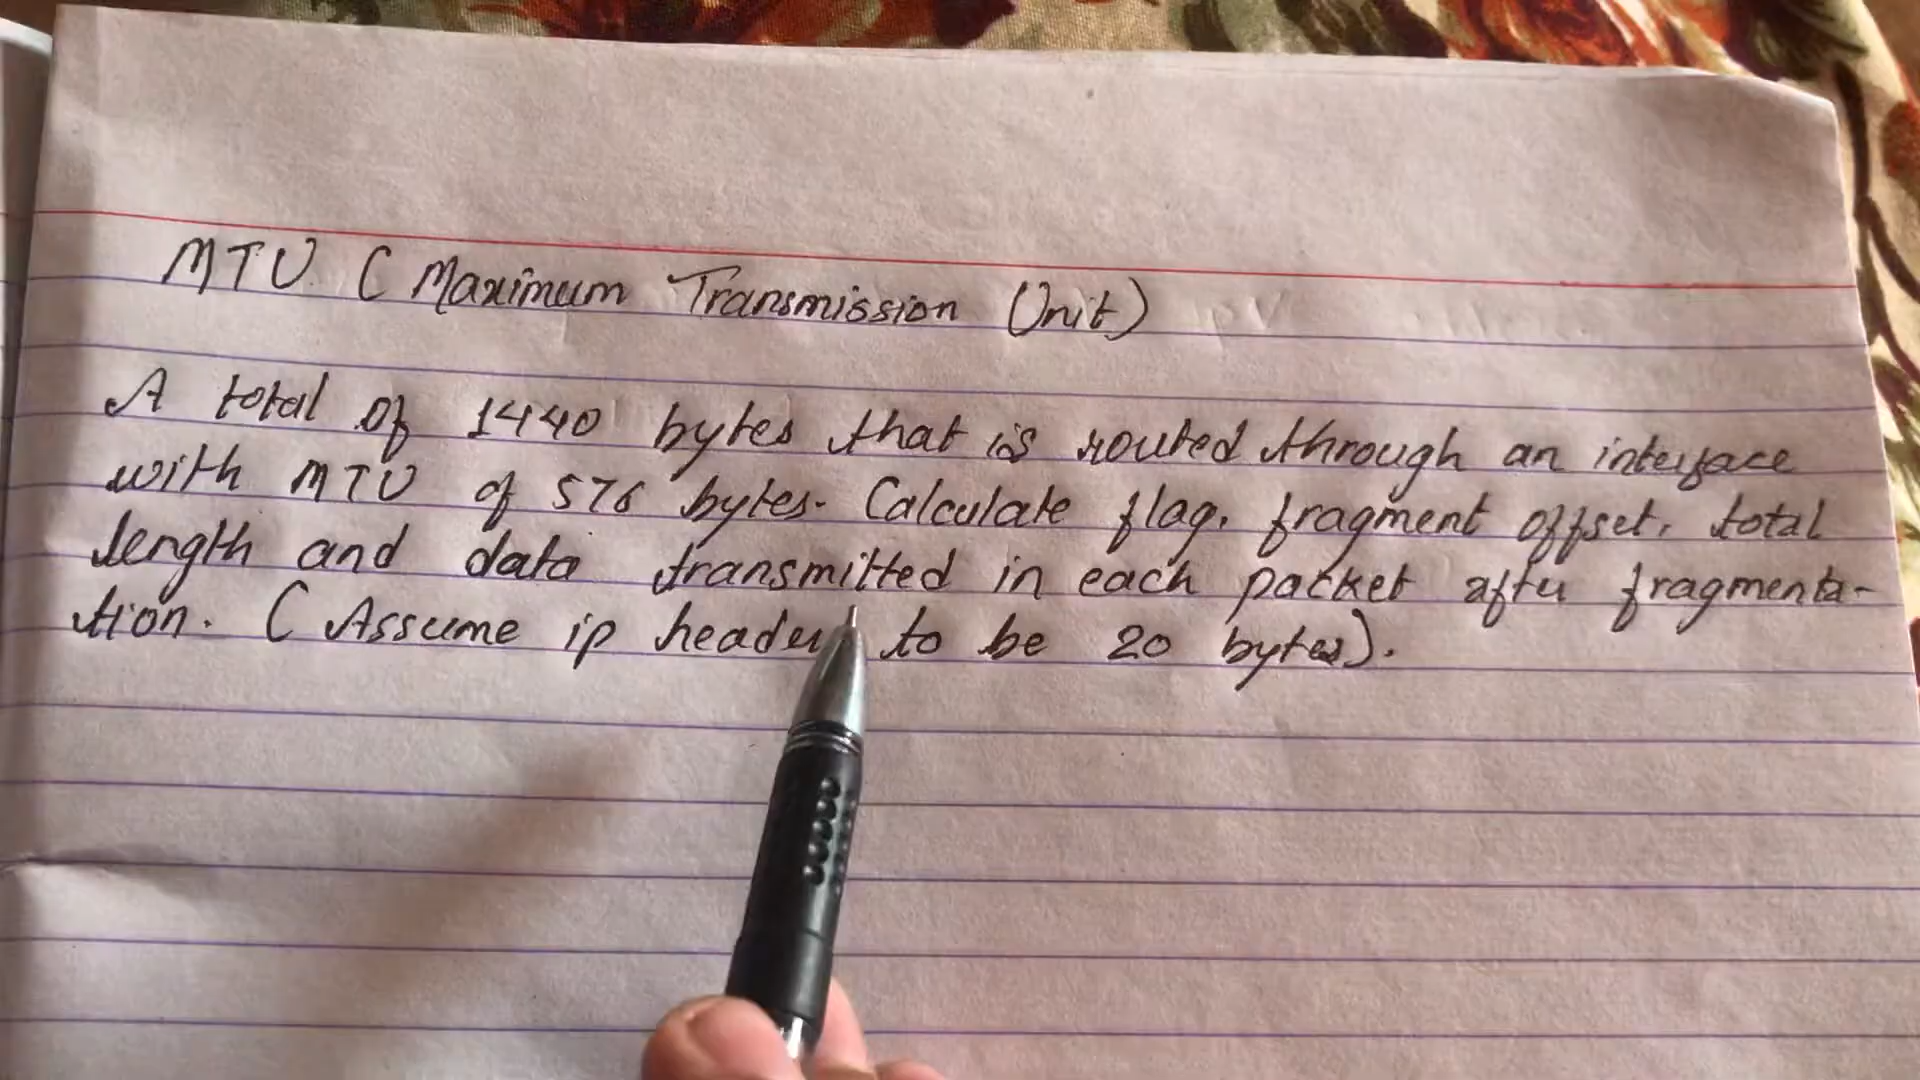 MTU ( Maximum Transmission Unit)
A total of 1440 bytes that is routed through an interface
with MTU of 576 bytes. Calculate flag, fragment offset, total
length and data transmitted in each packet after fragmenta-
tion. ( Assume ip header to be 20 bytes).